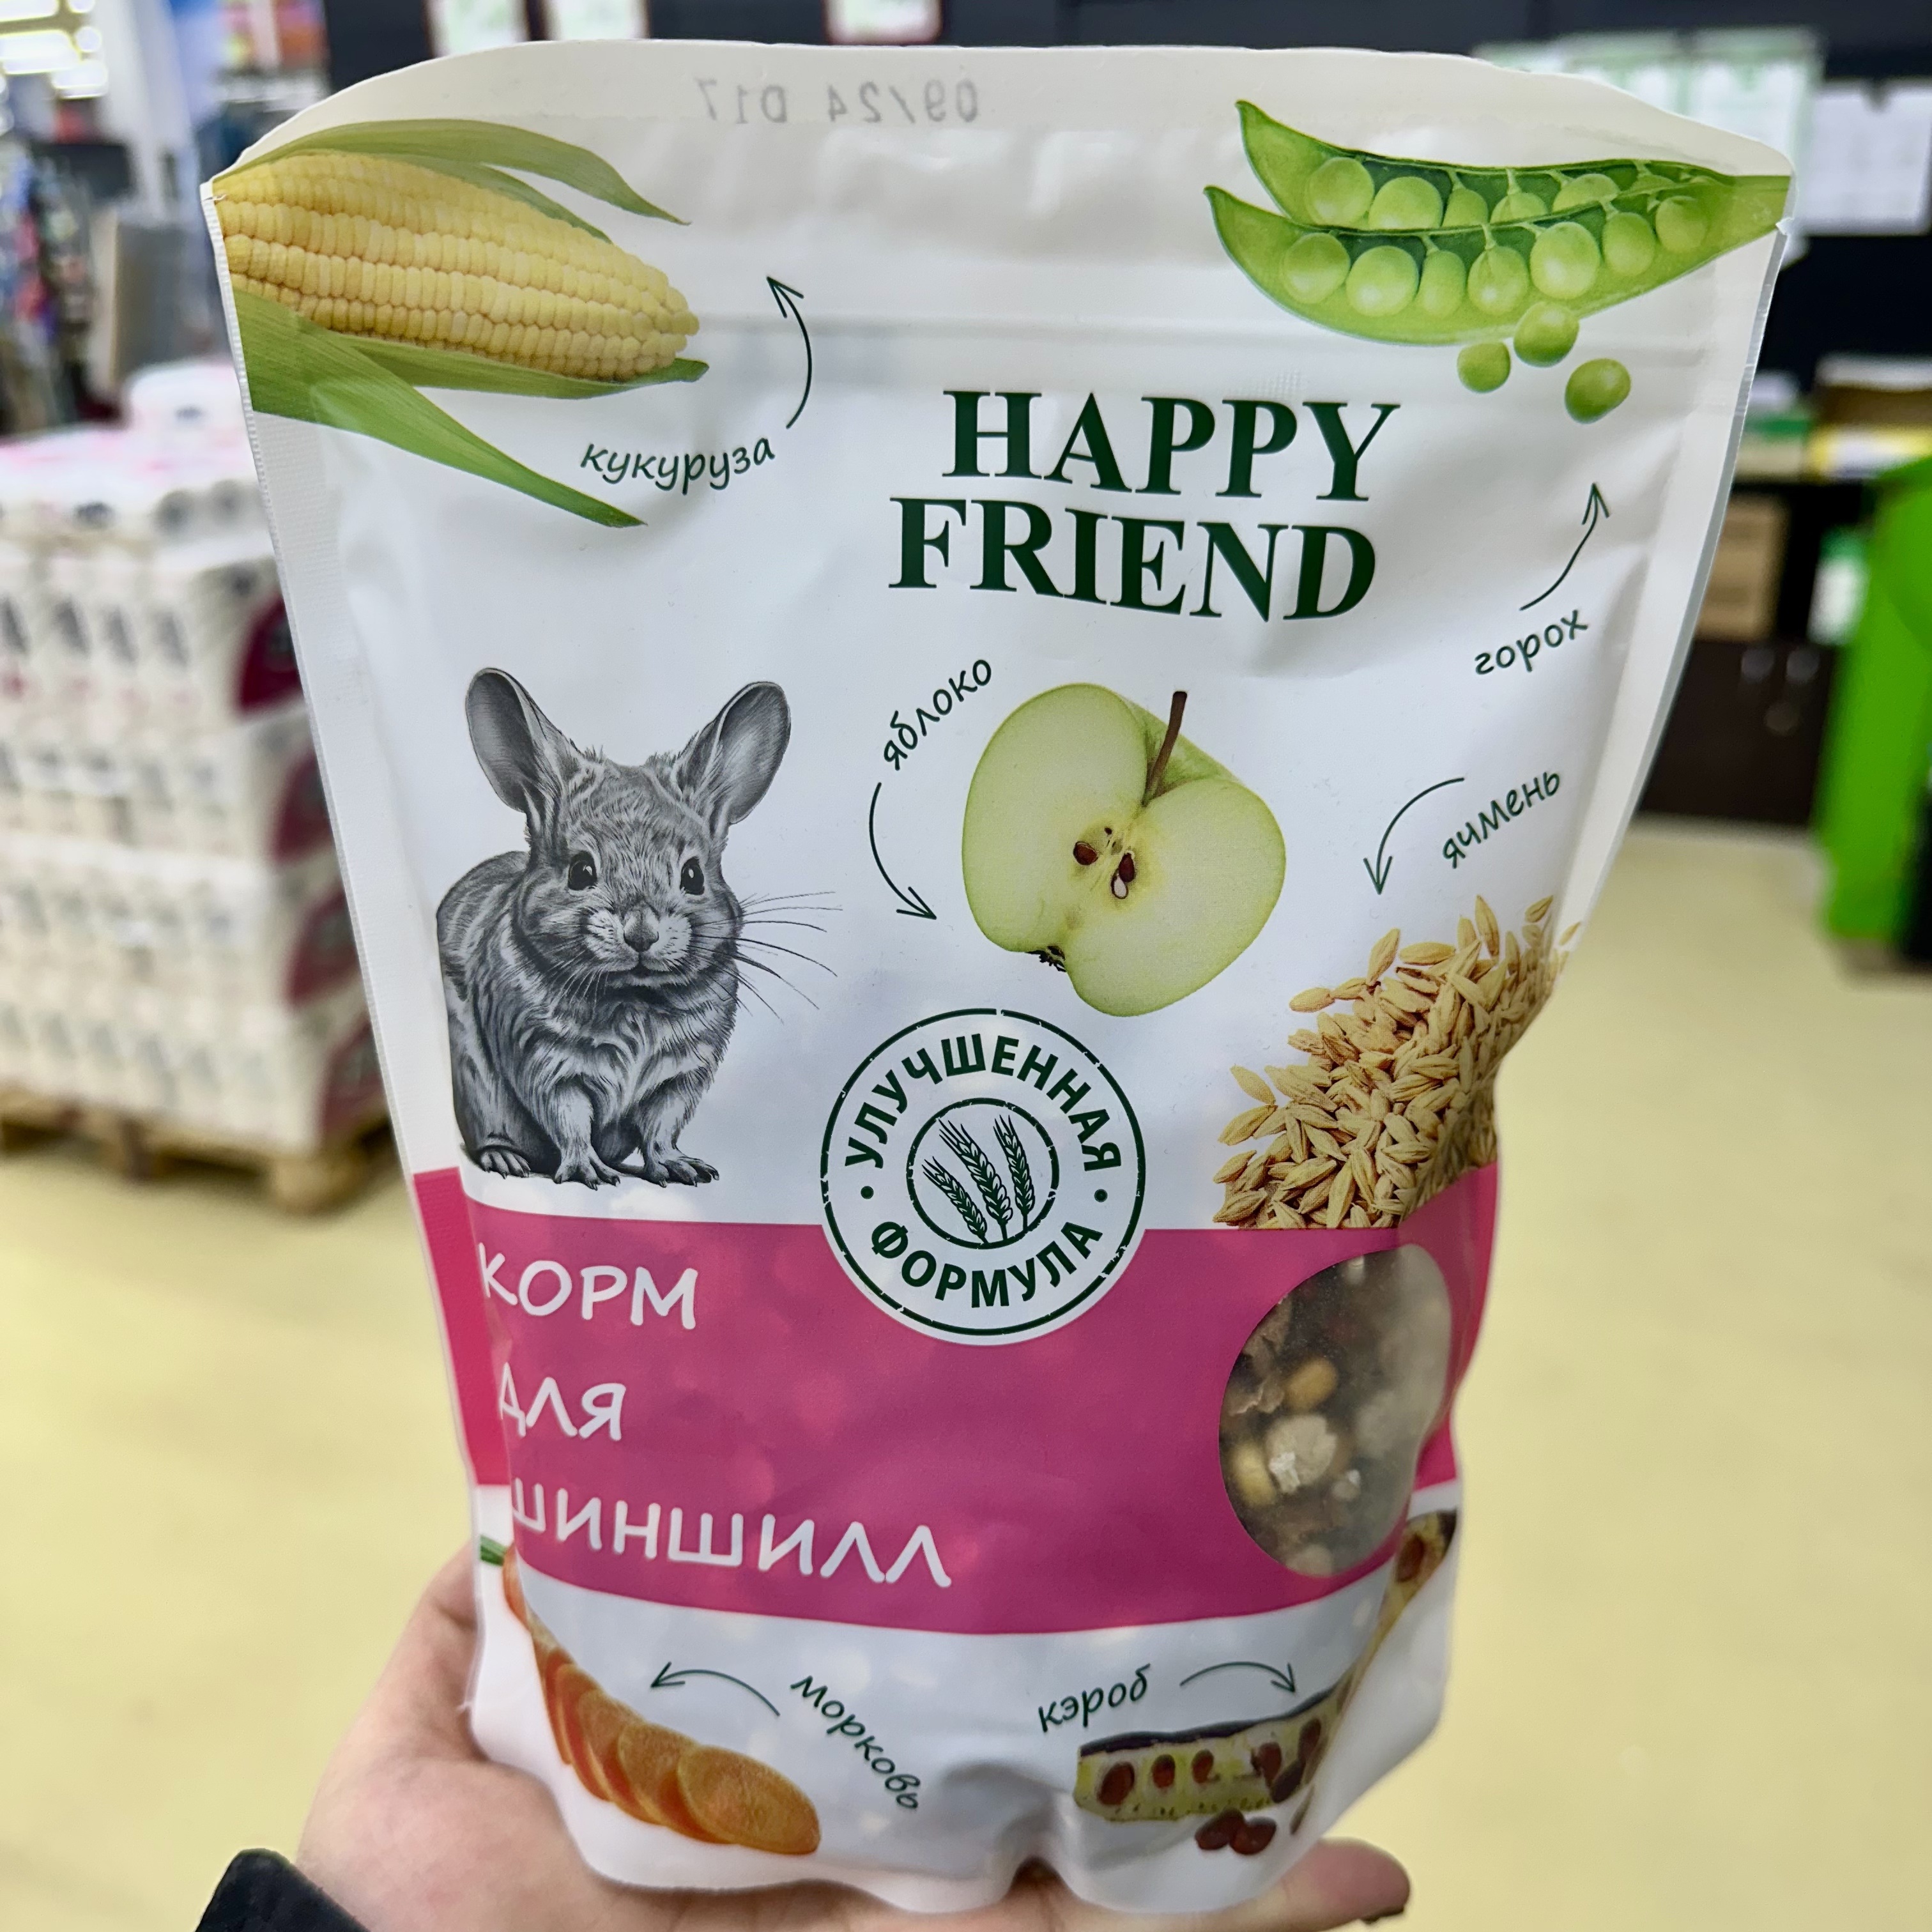 09/24 D17
кукуруза
HAPPY
FRIEND
горох
яблоко
ячмень
УЛУЧШЕННАЯ
ФОРМУЛА
КОРМ
ДЛЯ
ШИНШИЛЛ
морковь
кэроб